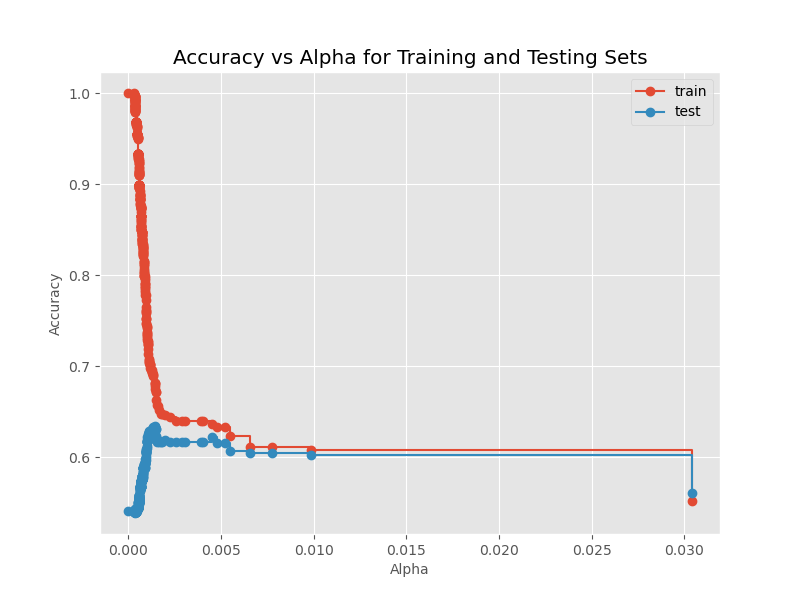 Accuracy vs Alpha for Training and Testing Sets
train
test
1.0
0.9
0.8
0.7
0.6
Accuracy
0.000 0.005 0.010 0.015 0.020 0.025 0.030
Alpha